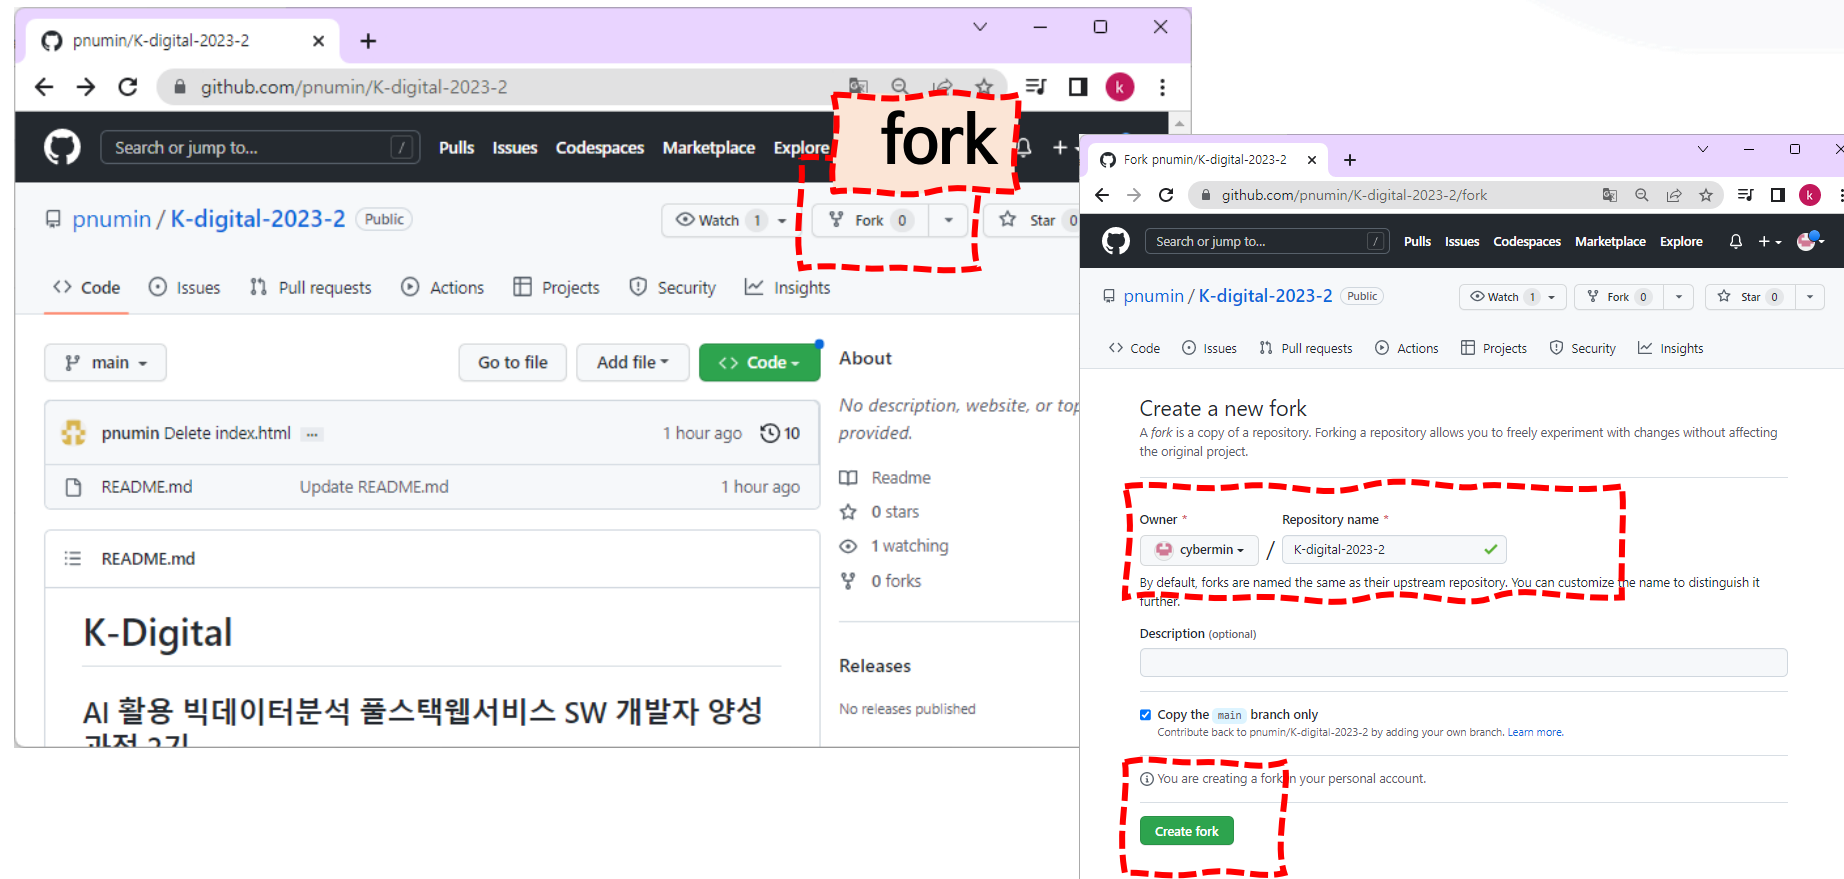 pnumin/K-digital-2023-2
github.com/pnumin/K-digital-2023-2
k
fork
Search or jump to... /
Pulls Issues Codespaces Marketplace Explore
pnumin / K-digital-2023-2 Public
Watch 1 Fork 0 Star 0
Code Issues Pull requests Actions Projects Security Insights
main Go to file Add file Code
pnumin Delete index.html ... 1 hour ago 10
README.md Update README.md 1 hour ago
README.md
K-Digital
AI 활용 빅데이터분석 풀스택웹서비스 SW 개발자 양성
과정 2기
About
No description, website, or top
provided.
Readme
0 stars
1 watching
0 forks
Releases
No releases published
Fork pnumin/K-digital-2023-2
github.com/pnumin/K-digital-2023-2/fork
k
Search or jump to... /
Pulls Issues Codespaces Marketplace Explore
pnumin / K-digital-2023-2 Public
Watch 1 Fork 0 Star 0
Code Issues Pull requests Actions Projects Security Insights
Create a new fork
A fork is a copy of a repository. Forking a repository allows you to freely experiment with changes without affecting
the original project.
Owner * Repository name *
cybermin / K-digital-2023-2
By default, forks are named the same as their upstream repository. You can customize the name to distinguish it
further.
Description (optional)
Copy the main branch only
Contribute back to pnumin/K-digital-2023-2 by adding your own branch. Learn more.
You are creating a fork in your personal account.
Create fork